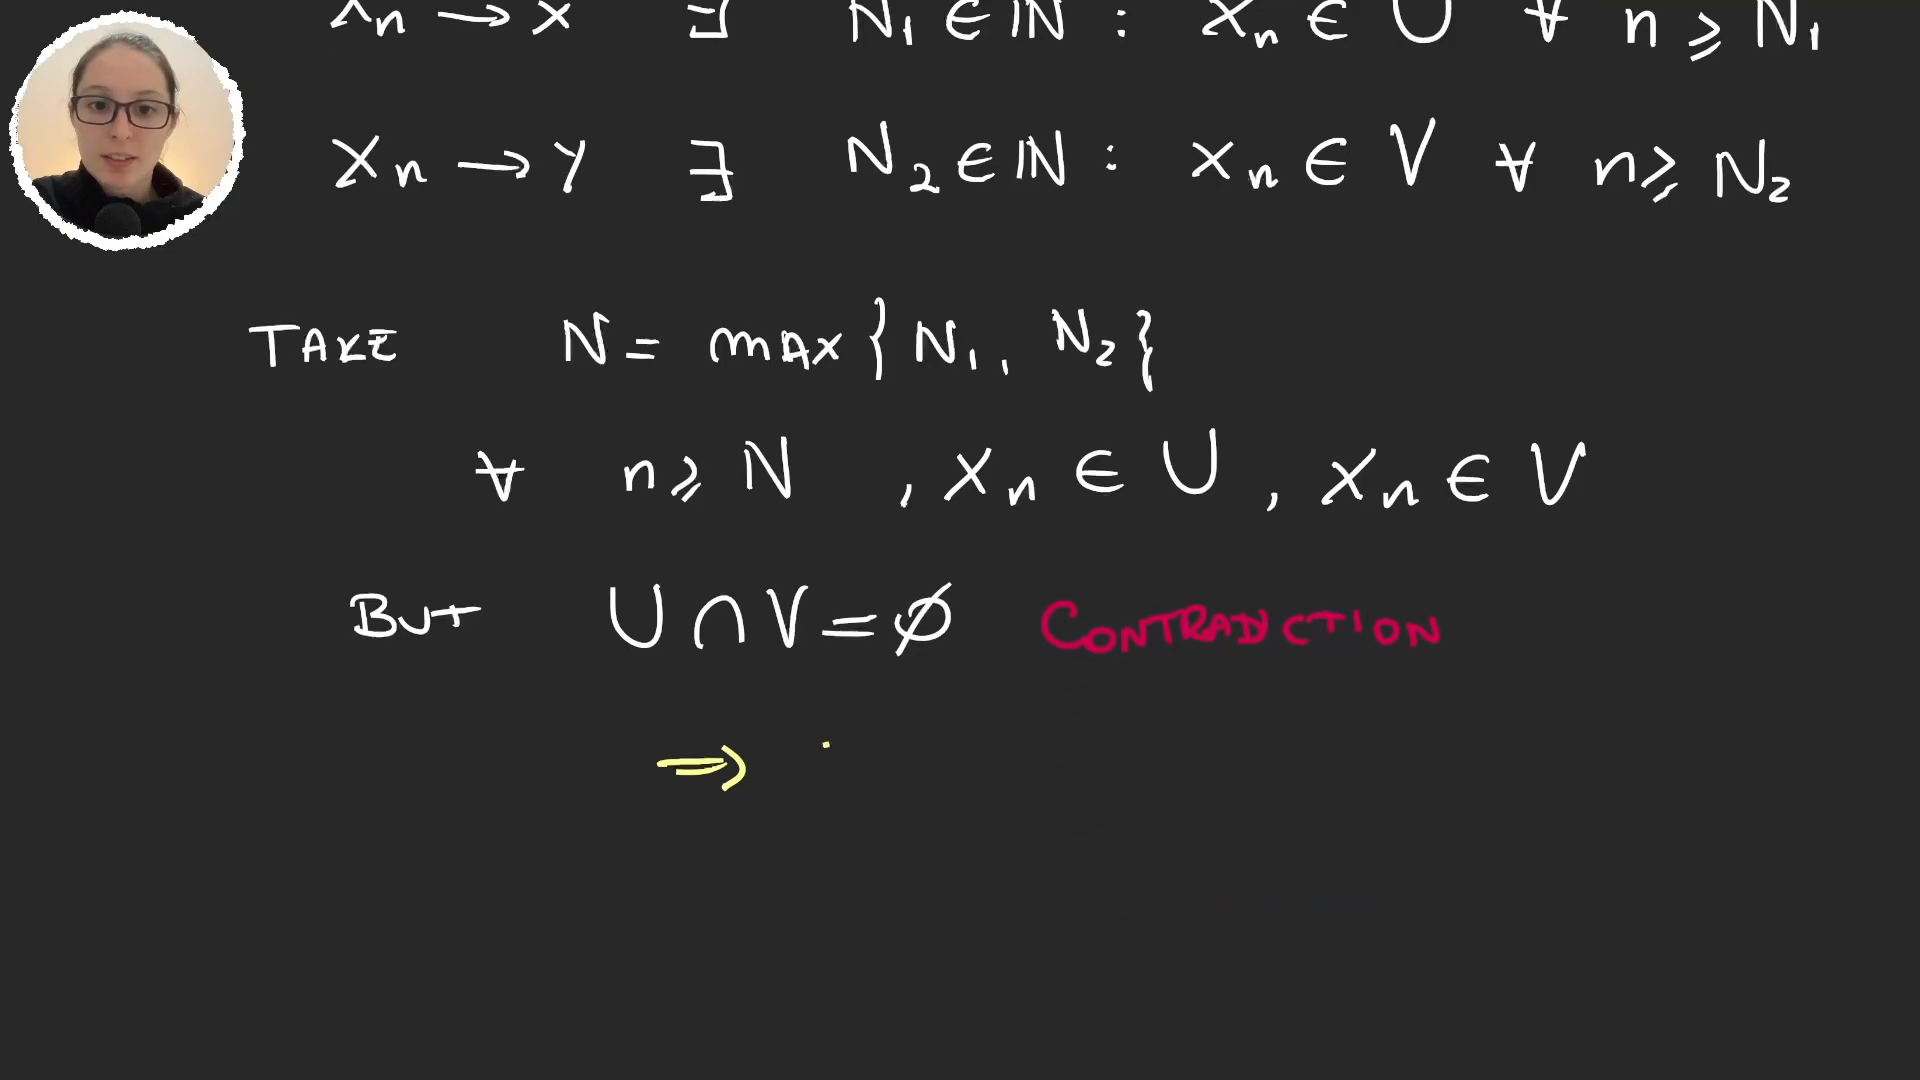 Xn → x ∃ N₁ ∈ ℕ : Xn ∈ U ∀ n ⩾ N₁
Xn → y ∃ N₂ ∈ ℕ : xn ∈ V ∀ n ⩾ N₂
TAKE N = max { N₁, N₂ }
∀ n ⩾ N , Xn ∈ U , Xn ∈ V
BUT U ∩ V = ∅ CONTRADICTION
⇒